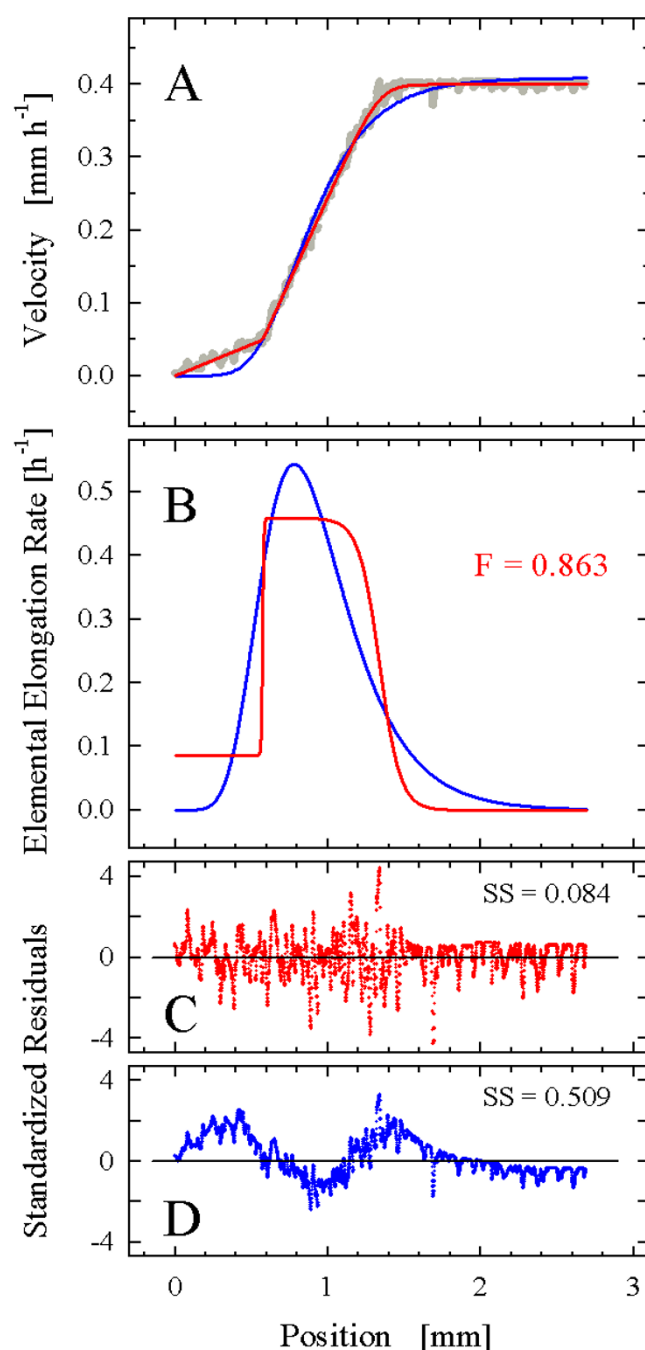 A
Velocity [mm h⁻¹]
0.4
0.3
0.2
0.1
0.0
B
Elemental Elongation Rate [h⁻¹]
F = 0.863
0.5
0.4
0.3
0.2
0.1
0.0
SS = 0.084
4
0
-4
C
Standardized Residuals
SS = 0.509
4
0
-4
D
0 1 2 3
Position [mm]